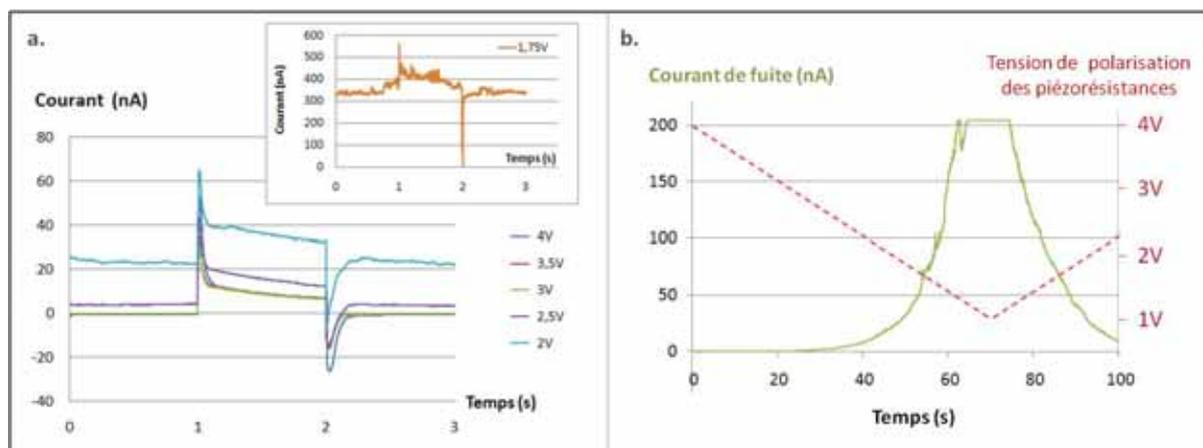 a.
Courant (nA)
80
60
40
20
0
-20
-40
0
1
2
3
Temps (s)
4V
3,5V
3V
2,5V
2V
600
500
400
300
200
100
0
Courant (nA)
1,75V
Temps (s)
0
1
2
3
b.
Courant de fuite (nA)
Tension de polarisation
des piézorésistances
200
150
100
50
0
4V
3V
2V
1V
0
20
40
60
80
100
Temps (s)